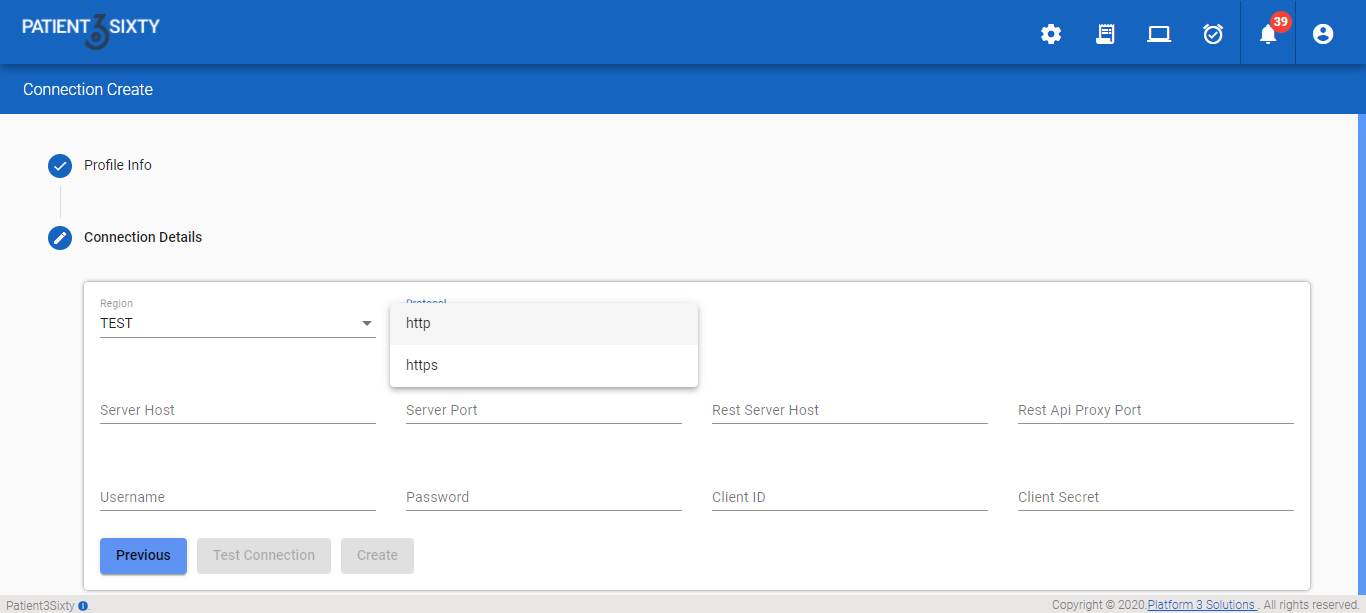 PATIENT 3 SIXTY
39
Connection Create
Profile Info
Connection Details
Region
Protocol
TEST
http
https
Server Host
Server Port
Rest Server Host
Rest Api Proxy Port
Username
Password
Client ID
Client Secret
Previous
Test Connection
Create
Patient3Sixty
Copyright © 2020 Platform 3 Solutions . All rights reserved.